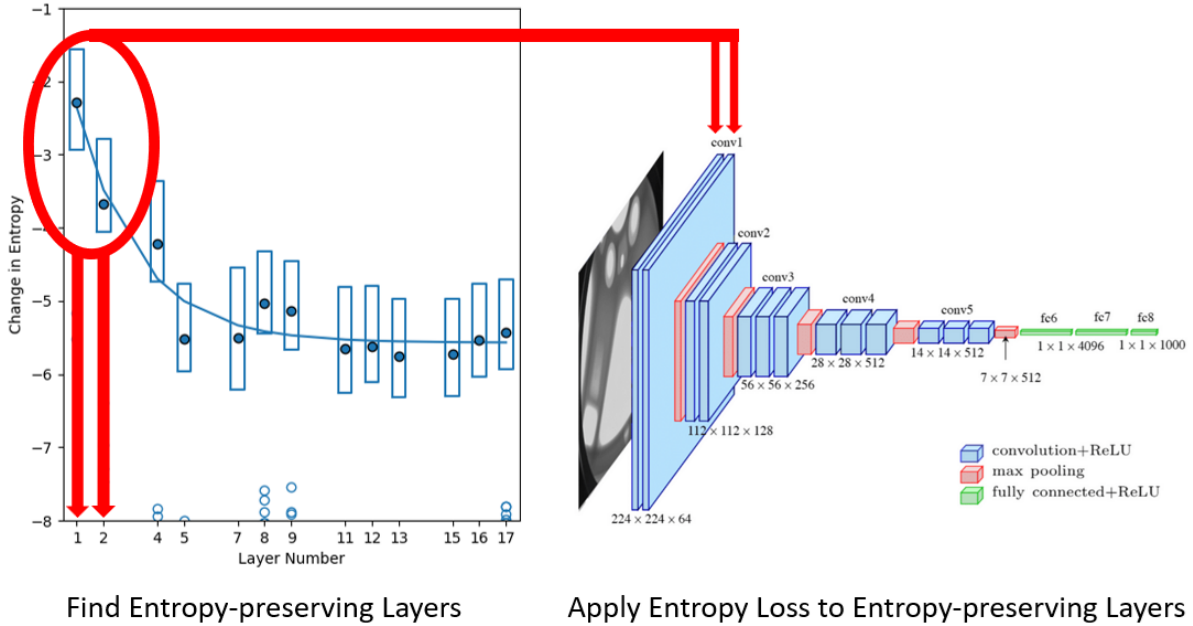 −1
−2
−3
−4
−5
−6
−7
−8
Change in Entropy
1 2 4 5 7 8 9 11 12 13 15 16 17
Layer Number
conv1
conv2
conv3
conv4
conv5
fc6 fc7 fc8
1 × 1 × 4096 1 × 1 × 1000
14 × 14 × 512
28 × 28 × 512
7 × 7 × 512
56 × 56 × 256
112 × 112 × 128
224 × 224 × 64
convolution+ReLU
max pooling
fully connected+ReLU
Find Entropy-preserving Layers
Apply Entropy Loss to Entropy-preserving Layers